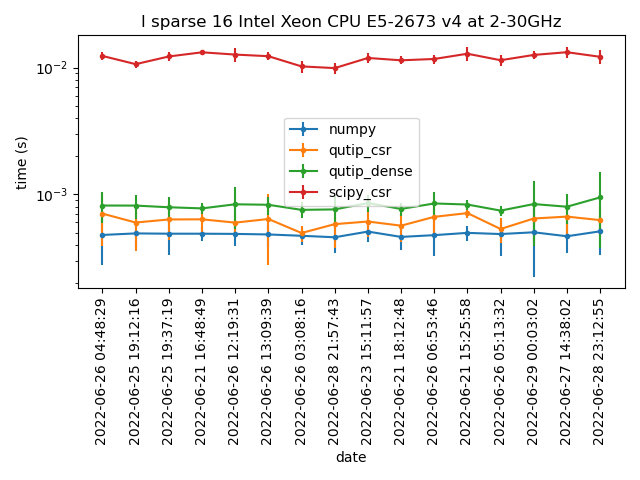 I sparse 16 Intel Xeon CPU E5-2673 v4 at 2-30GHz
time (s)
10⁻²
10⁻³
numpy
qutip_csr
qutip_dense
scipy_csr
2022-06-26 04:48:29
2022-06-25 19:12:16
2022-06-25 19:37:19
2022-06-21 16:48:49
2022-06-26 12:19:31
2022-06-26 13:09:39
2022-06-26 03:08:16
2022-06-28 21:57:43
2022-06-23 15:11:57
2022-06-21 18:12:48
2022-06-26 06:53:46
2022-06-21 15:25:58
2022-06-26 05:13:32
2022-06-29 00:03:02
2022-06-27 14:38:02
2022-06-28 23:12:55
date